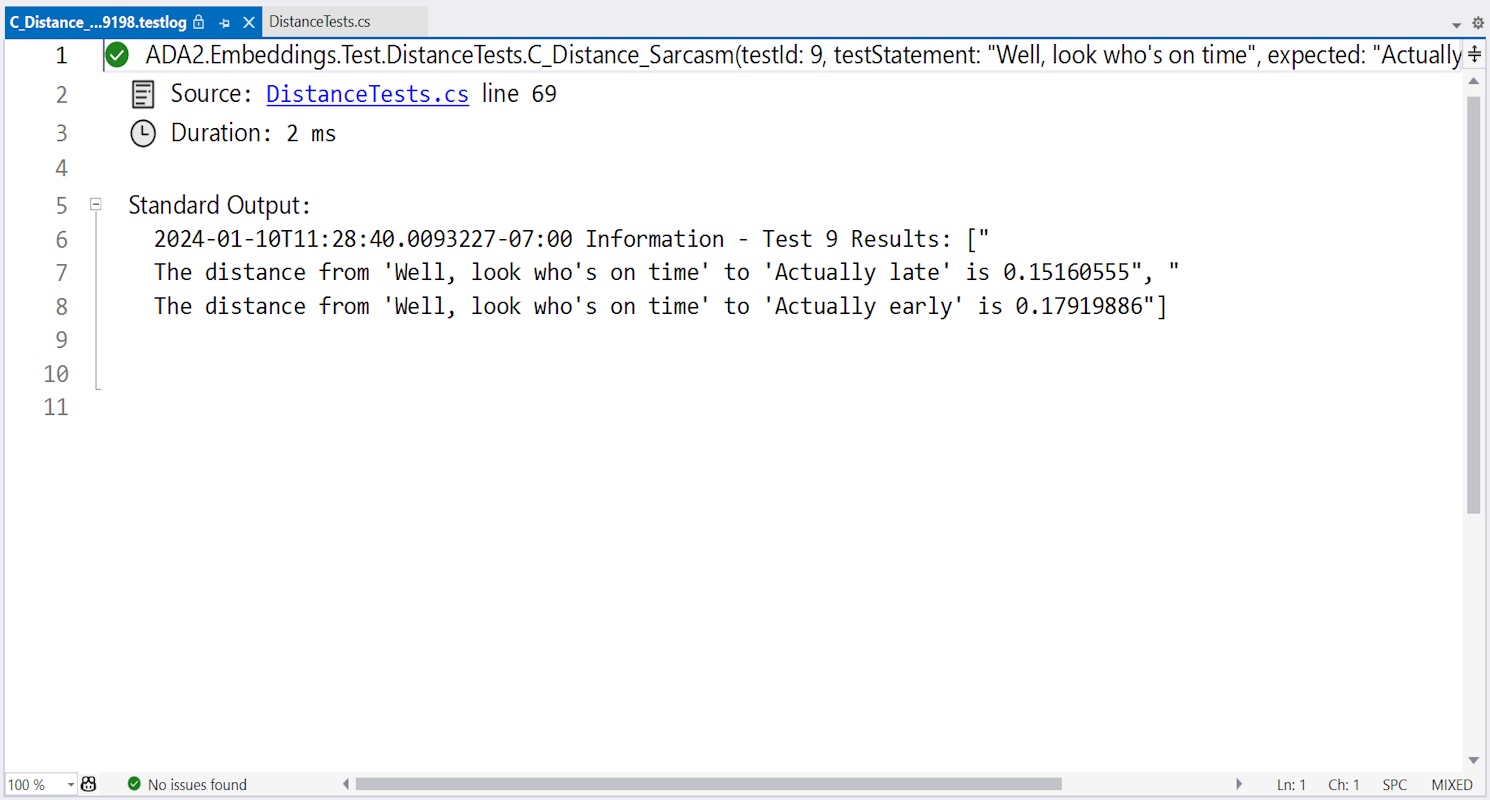 C_Distance_...9198.testlog DistanceTests.cs
1 ADA2.Embeddings.Test.DistanceTests.C_Distance_Sarcasm(testId: 9, testStatement: "Well, look who's on time", expected: "Actually
2 Source: DistanceTests.cs line 69
3 Duration: 2 ms
4
5 Standard Output:
6 2024-01-10T11:28:40.0093227-07:00 Information - Test 9 Results: ["
7 The distance from 'Well, look who's on time' to 'Actually late' is 0.15160555", "
8 The distance from 'Well, look who's on time' to 'Actually early' is 0.17919886"]
9
10
11
100 % No issues found Ln: 1 Ch: 1 SPC MIXED